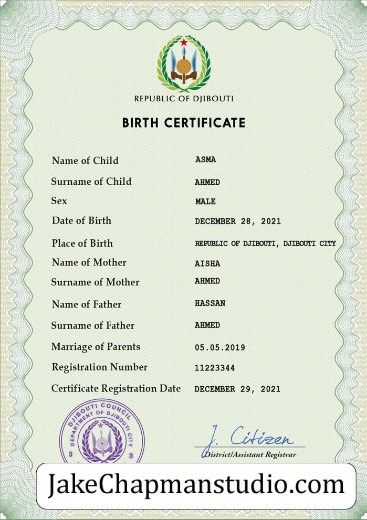 REPUBLIC OF DJIBOUTI
BIRTH CERTIFICATE
Name of Child ASMA
Surname of Child AHMED
Sex MALE
Date of Birth DECEMBER 28, 2021
Place of Birth REPUBLIC OF DJIBOUTI, DJIBOUTI CITY
Name of Mother AISHA
Surname of Mother AHMED
Name of Father HASSAN
Surname of Father AHMED
Marriage of Parents 05.05.2019
Registration Number 11223344
Certificate Registration Date DECEMBER 29, 2021
DJIBOUTI COUNCIL
DEPARTMENT OF DJIBOUTI
J. Citizen
District/Assistant Registrar
JakeChapmanstudio.com